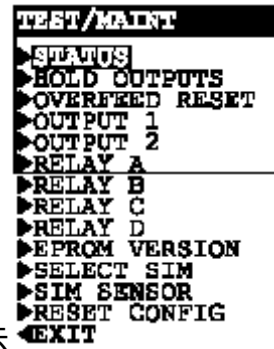 TEST/MAINT
▶STATUS
▶HOLD OUTPUTS
▶OVERFEED RESET
▶OUTPUT 1
▶OUTPUT 2
▶RELAY A
▶RELAY B
▶RELAY C
▶RELAY D
▶EPROM VERSION
▶SELECT SIM
▶SIM SENSOR
▶RESET CONFIG
示 ◀EXIT